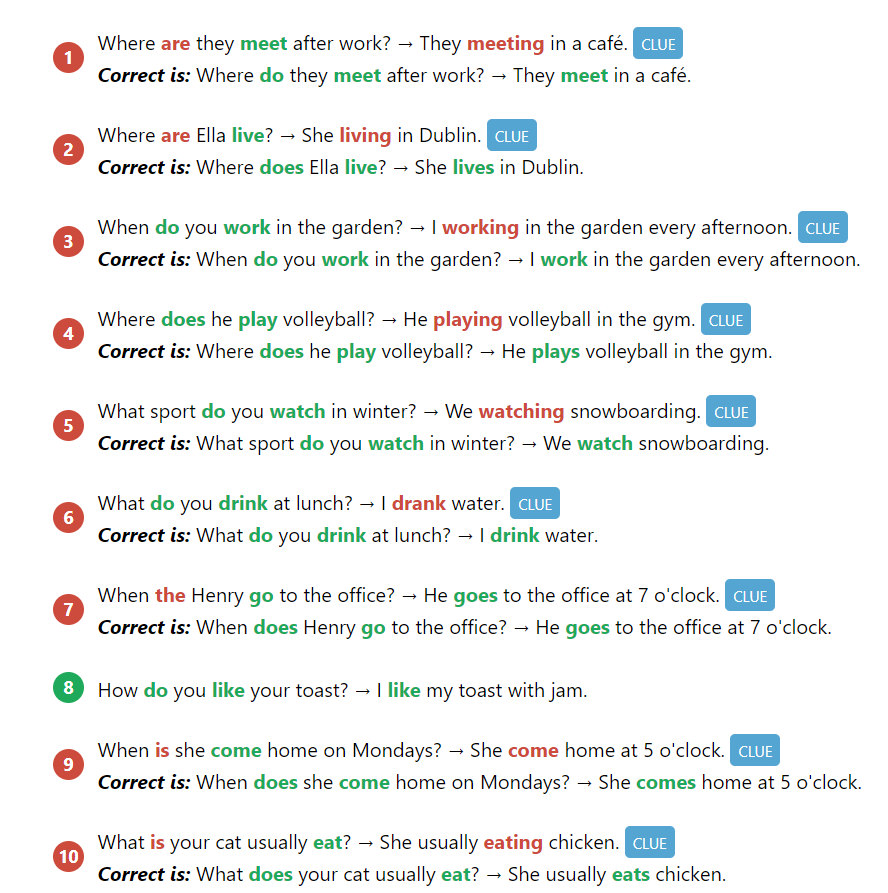 1 Where are they meet after work? → They meeting in a café. CLUE
Correct is: Where do they meet after work? → They meet in a café.
2 Where are Ella live? → She living in Dublin. CLUE
Correct is: Where does Ella live? → She lives in Dublin.
3 When do you work in the garden? → I working in the garden every afternoon. CLUE
Correct is: When do you work in the garden? → I work in the garden every afternoon.
4 Where does he play volleyball? → He playing volleyball in the gym. CLUE
Correct is: Where does he play volleyball? → He plays volleyball in the gym.
5 What sport do you watch in winter? → We watching snowboarding. CLUE
Correct is: What sport do you watch in winter? → We watch snowboarding.
6 What do you drink at lunch? → I drank water. CLUE
Correct is: What do you drink at lunch? → I drink water.
7 When the Henry go to the office? → He goes to the office at 7 o'clock. CLUE
Correct is: When does Henry go to the office? → He goes to the office at 7 o'clock.
8 How do you like your toast? → I like my toast with jam.
9 When is she come home on Mondays? → She come home at 5 o'clock. CLUE
Correct is: When does she come home on Mondays? → She comes home at 5 o'clock.
10 What is your cat usually eat? → She usually eating chicken. CLUE
Correct is: What does your cat usually eat? → She usually eats chicken.